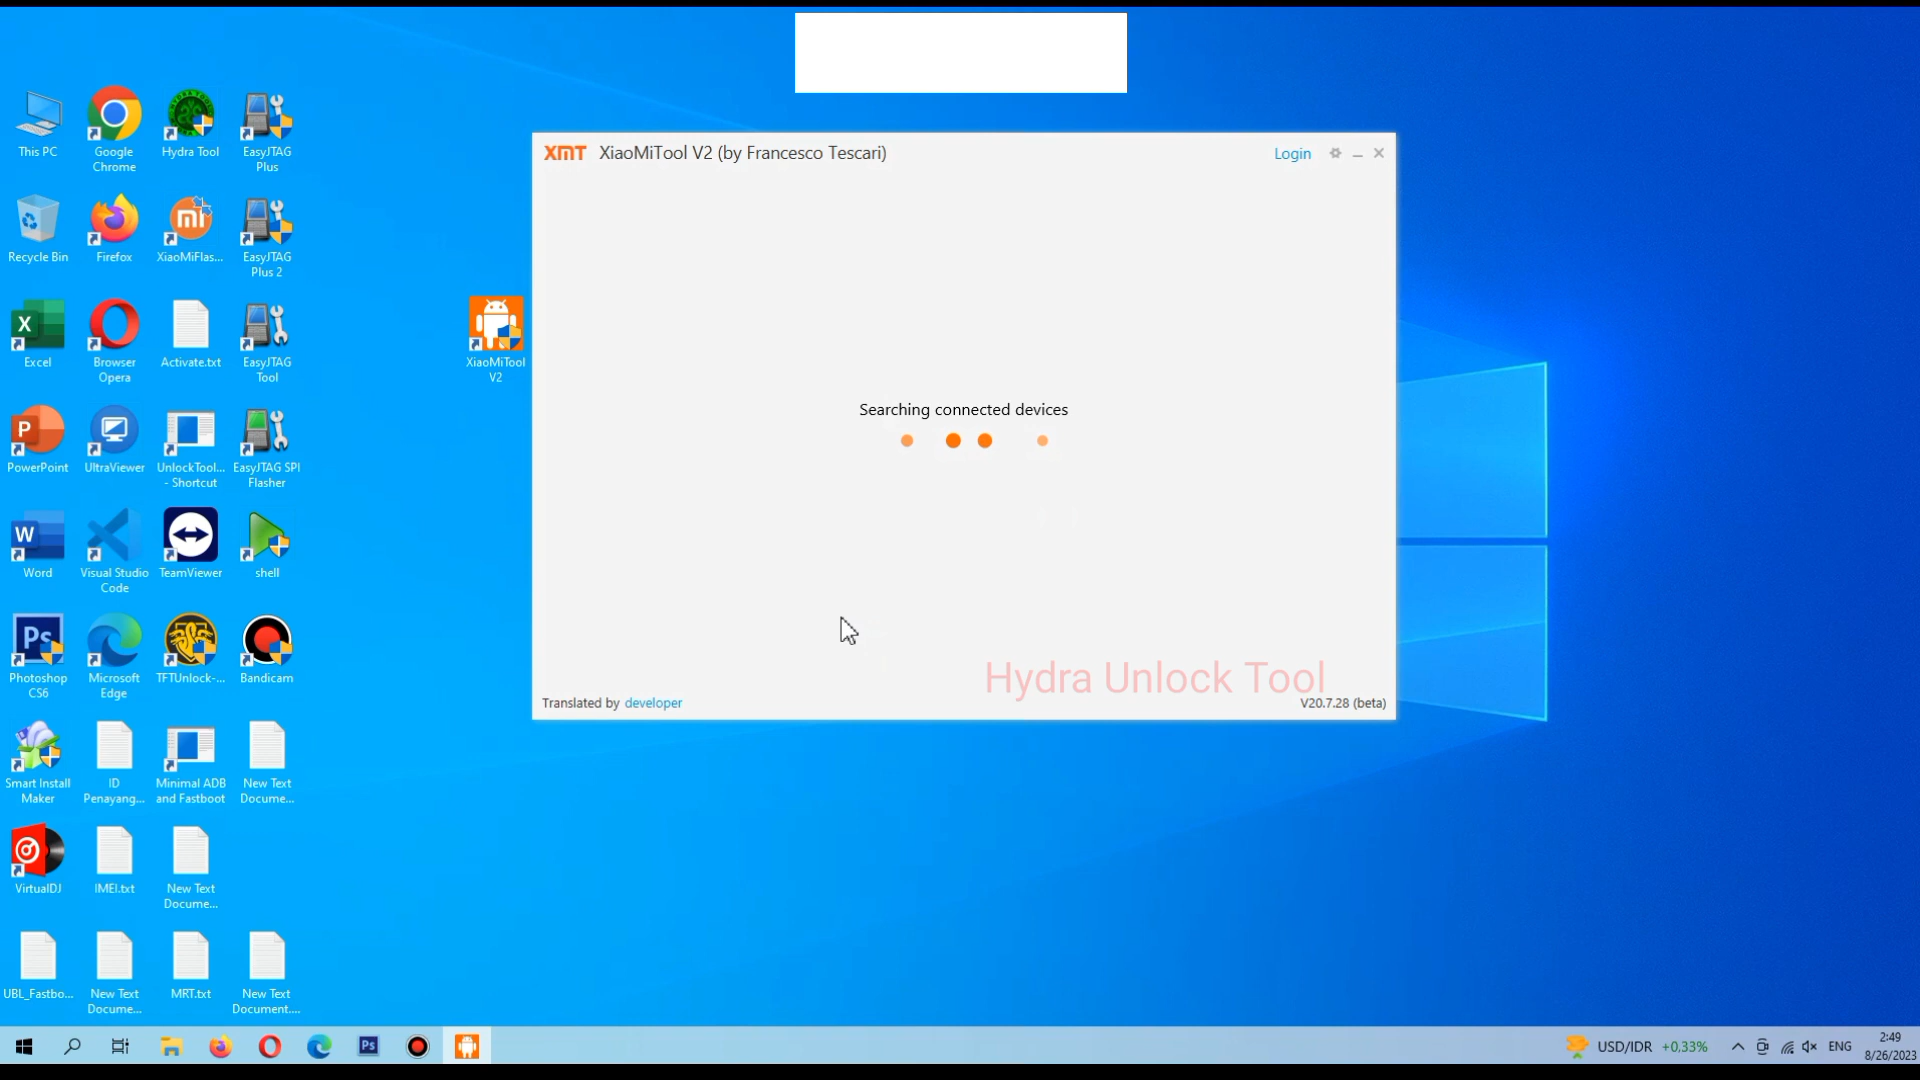 This PC
Google
Chrome
Hydra Tool
EasyJTAG
Plus
Recycle Bin
Firefox
XiaoMiFlas...
EasyJTAG
Plus 2
Excel
Browser
Opera
Activate.txt
EasyJTAG
Tool
XiaoMiTool
V2
PowerPoint
UltraViewer
UnlockTool...
- Shortcut
EasyJTAG SPI
Flasher
Word
Visual Studio
Code
TeamViewer
shell
Photoshop
CS6
Microsoft
Edge
TFTUnlock-...
Bandicam
Smart Install
Maker
ID
Penayang...
Minimal ADB
and Fastboot
New Text
Docume...
VirtualDJ
IMEI.txt
New Text
Docume...
UBL_Fastbo...
New Text
Docume...
MRT.txt
New Text
Document....
XMT XiaoMiTool V2 (by Francesco Tescari)
Login
Searching connected devices
Hydra Unlock Tool
Translated by developer
V20.7.28 (beta)
USD/IDR +0,33%
ENG
2:49
8/26/2023